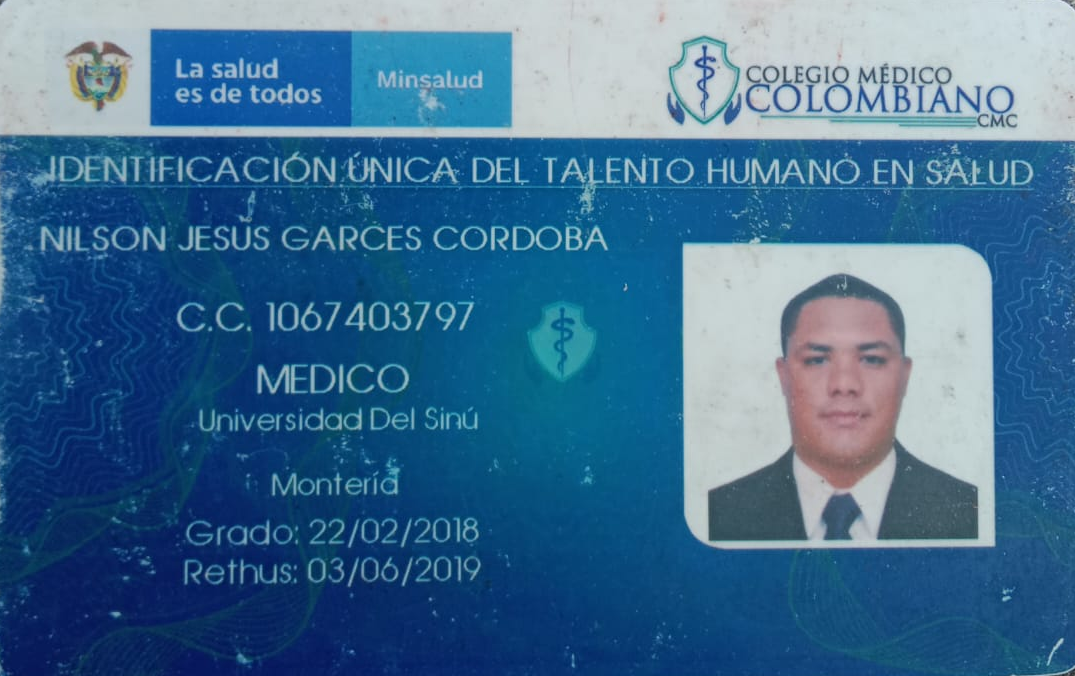 La salud
es de todos
Minsalud
COLEGIO MÉDICO
COLOMBIANO
CMC
IDENTIFICACIÓN ÚNICA DEL TALENTO HUMANO EN SALUD
NILSON JESÚS GARCES CORDOBA
C.C. 1067403797
MEDICO
Universidad Del Sinú
Montería
Grado: 22/02/2018
Rethus: 03/06/2019